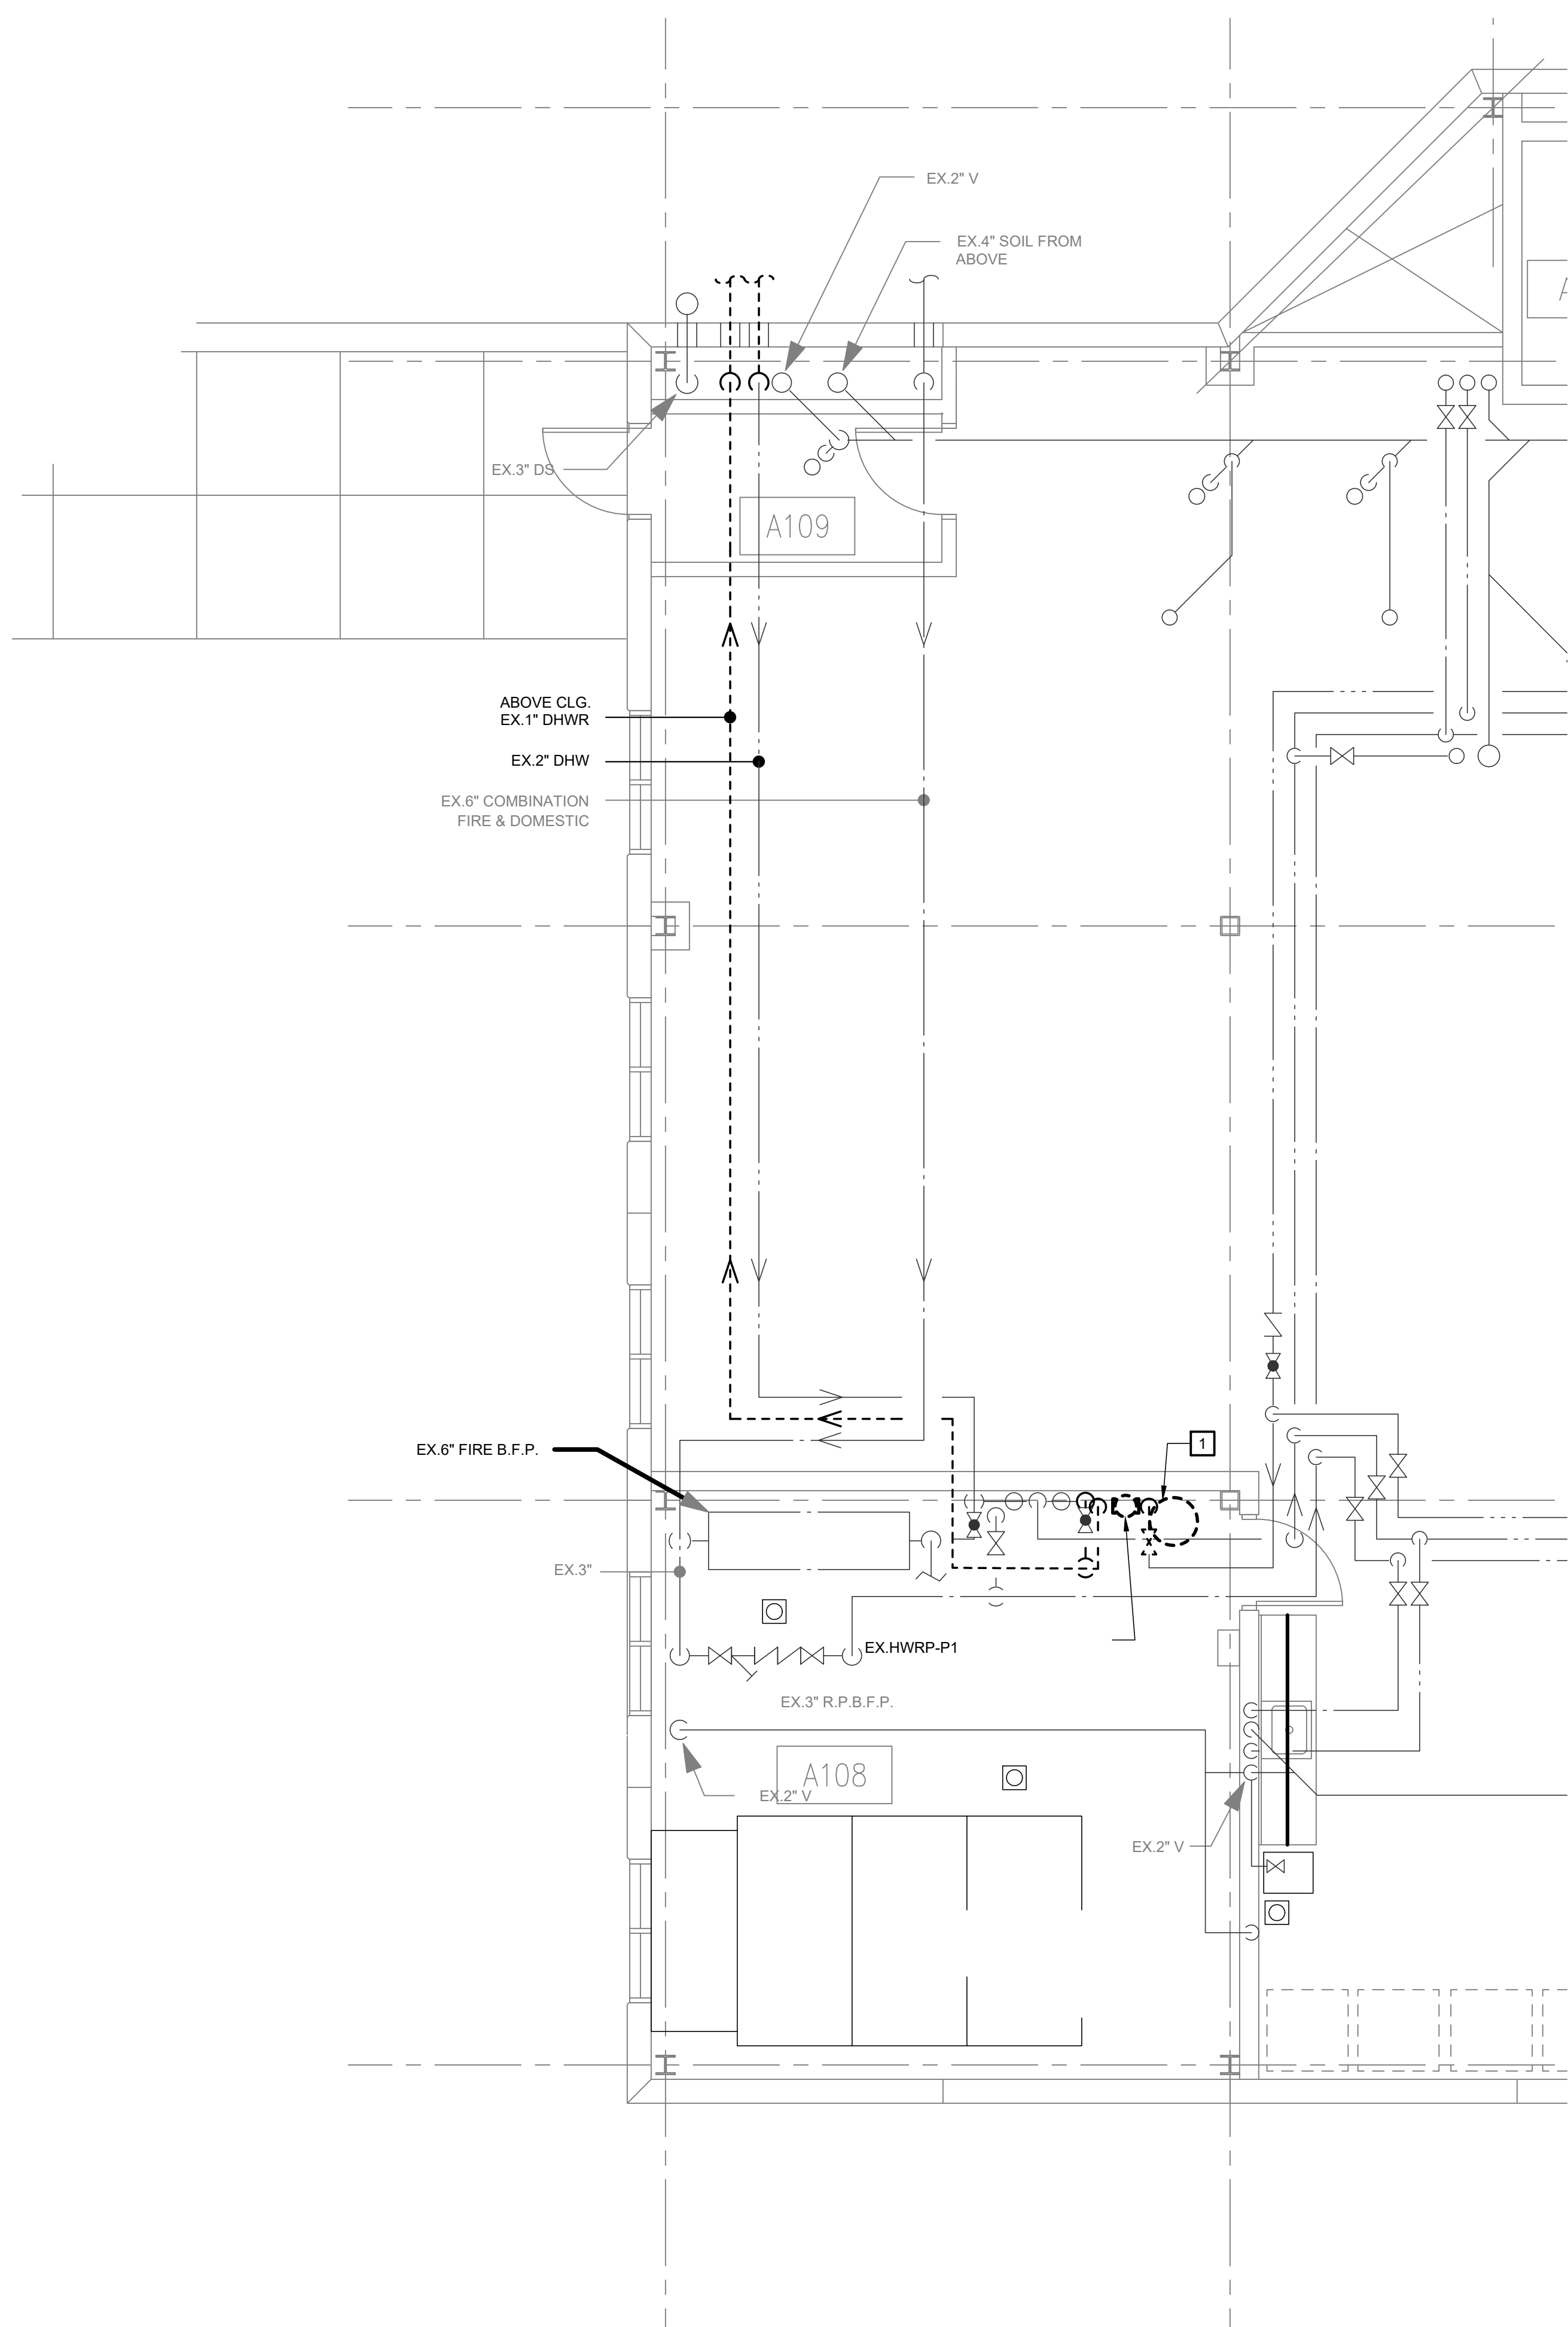 EX.2" V
EX.4" SOIL FROM
ABOVE
EX.3" DS
A109
ABOVE CLG.
EX.1" DHWR
EX.2" DHW
EX.6" COMBINATION
FIRE & DOMESTIC
EX.6" FIRE B.F.P.
1
EX.3"
EX.HWRP-P1
EX.3" R.P.B.F.P.
A108
EX.2" V
EX.2" V